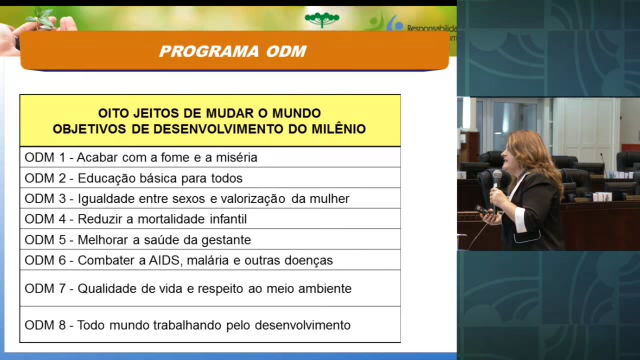 Responsabilida
PROGRAMA ODM
OITO JEITOS DE MUDAR O MUNDO
OBJETIVOS DE DESENVOLVIMENTO DO MILÊNIO
ODM 1 - Acabar com a fome e a miséria
ODM 2 - Educação básica para todos
ODM 3 - Igualdade entre sexos e valorização da mulher
ODM 4 - Reduzir a mortalidade infantil
ODM 5 - Melhorar a saúde da gestante
ODM 6 - Combater a AIDS, malária e outras doenças
ODM 7 - Qualidade de vida e respeito ao meio ambiente
ODM 8 - Todo mundo trabalhando pelo desenvolvimento